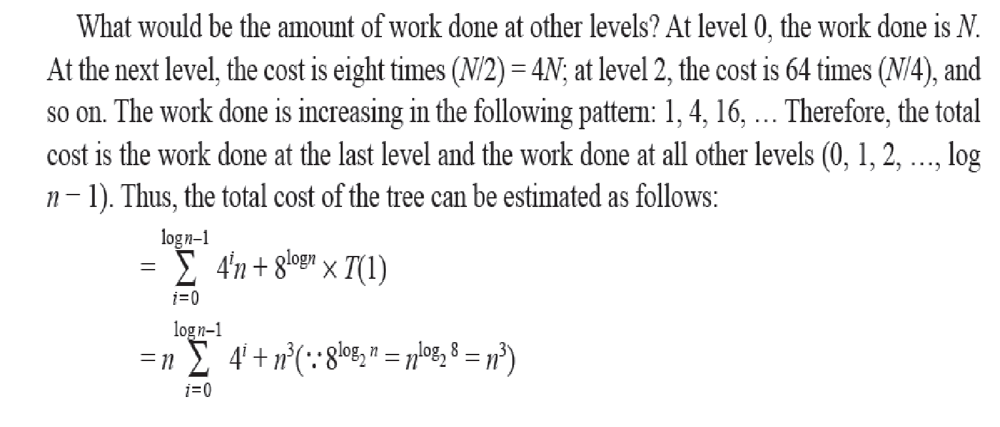 What would be the amount of work done at other levels? At level 0, the work done is N.
At the next level, the cost is eight times (N/2) = 4N; at level 2, the cost is 64 times (N/4), and
so on. The work done is increasing in the following pattern: 1, 4, 16, … Therefore, the total
cost is the work done at the last level and the work done at all other levels (0, 1, 2, …, log
n − 1). Thus, the total cost of the tree can be estimated as follows:
= ∑_{i=0}^{log n−1} 4^i n + 8^{log n} × T(1)
= n ∑_{i=0}^{log n−1} 4^i + n^3 (∵ 8^{log_2 n} = n^{log_2 8} = n^3)